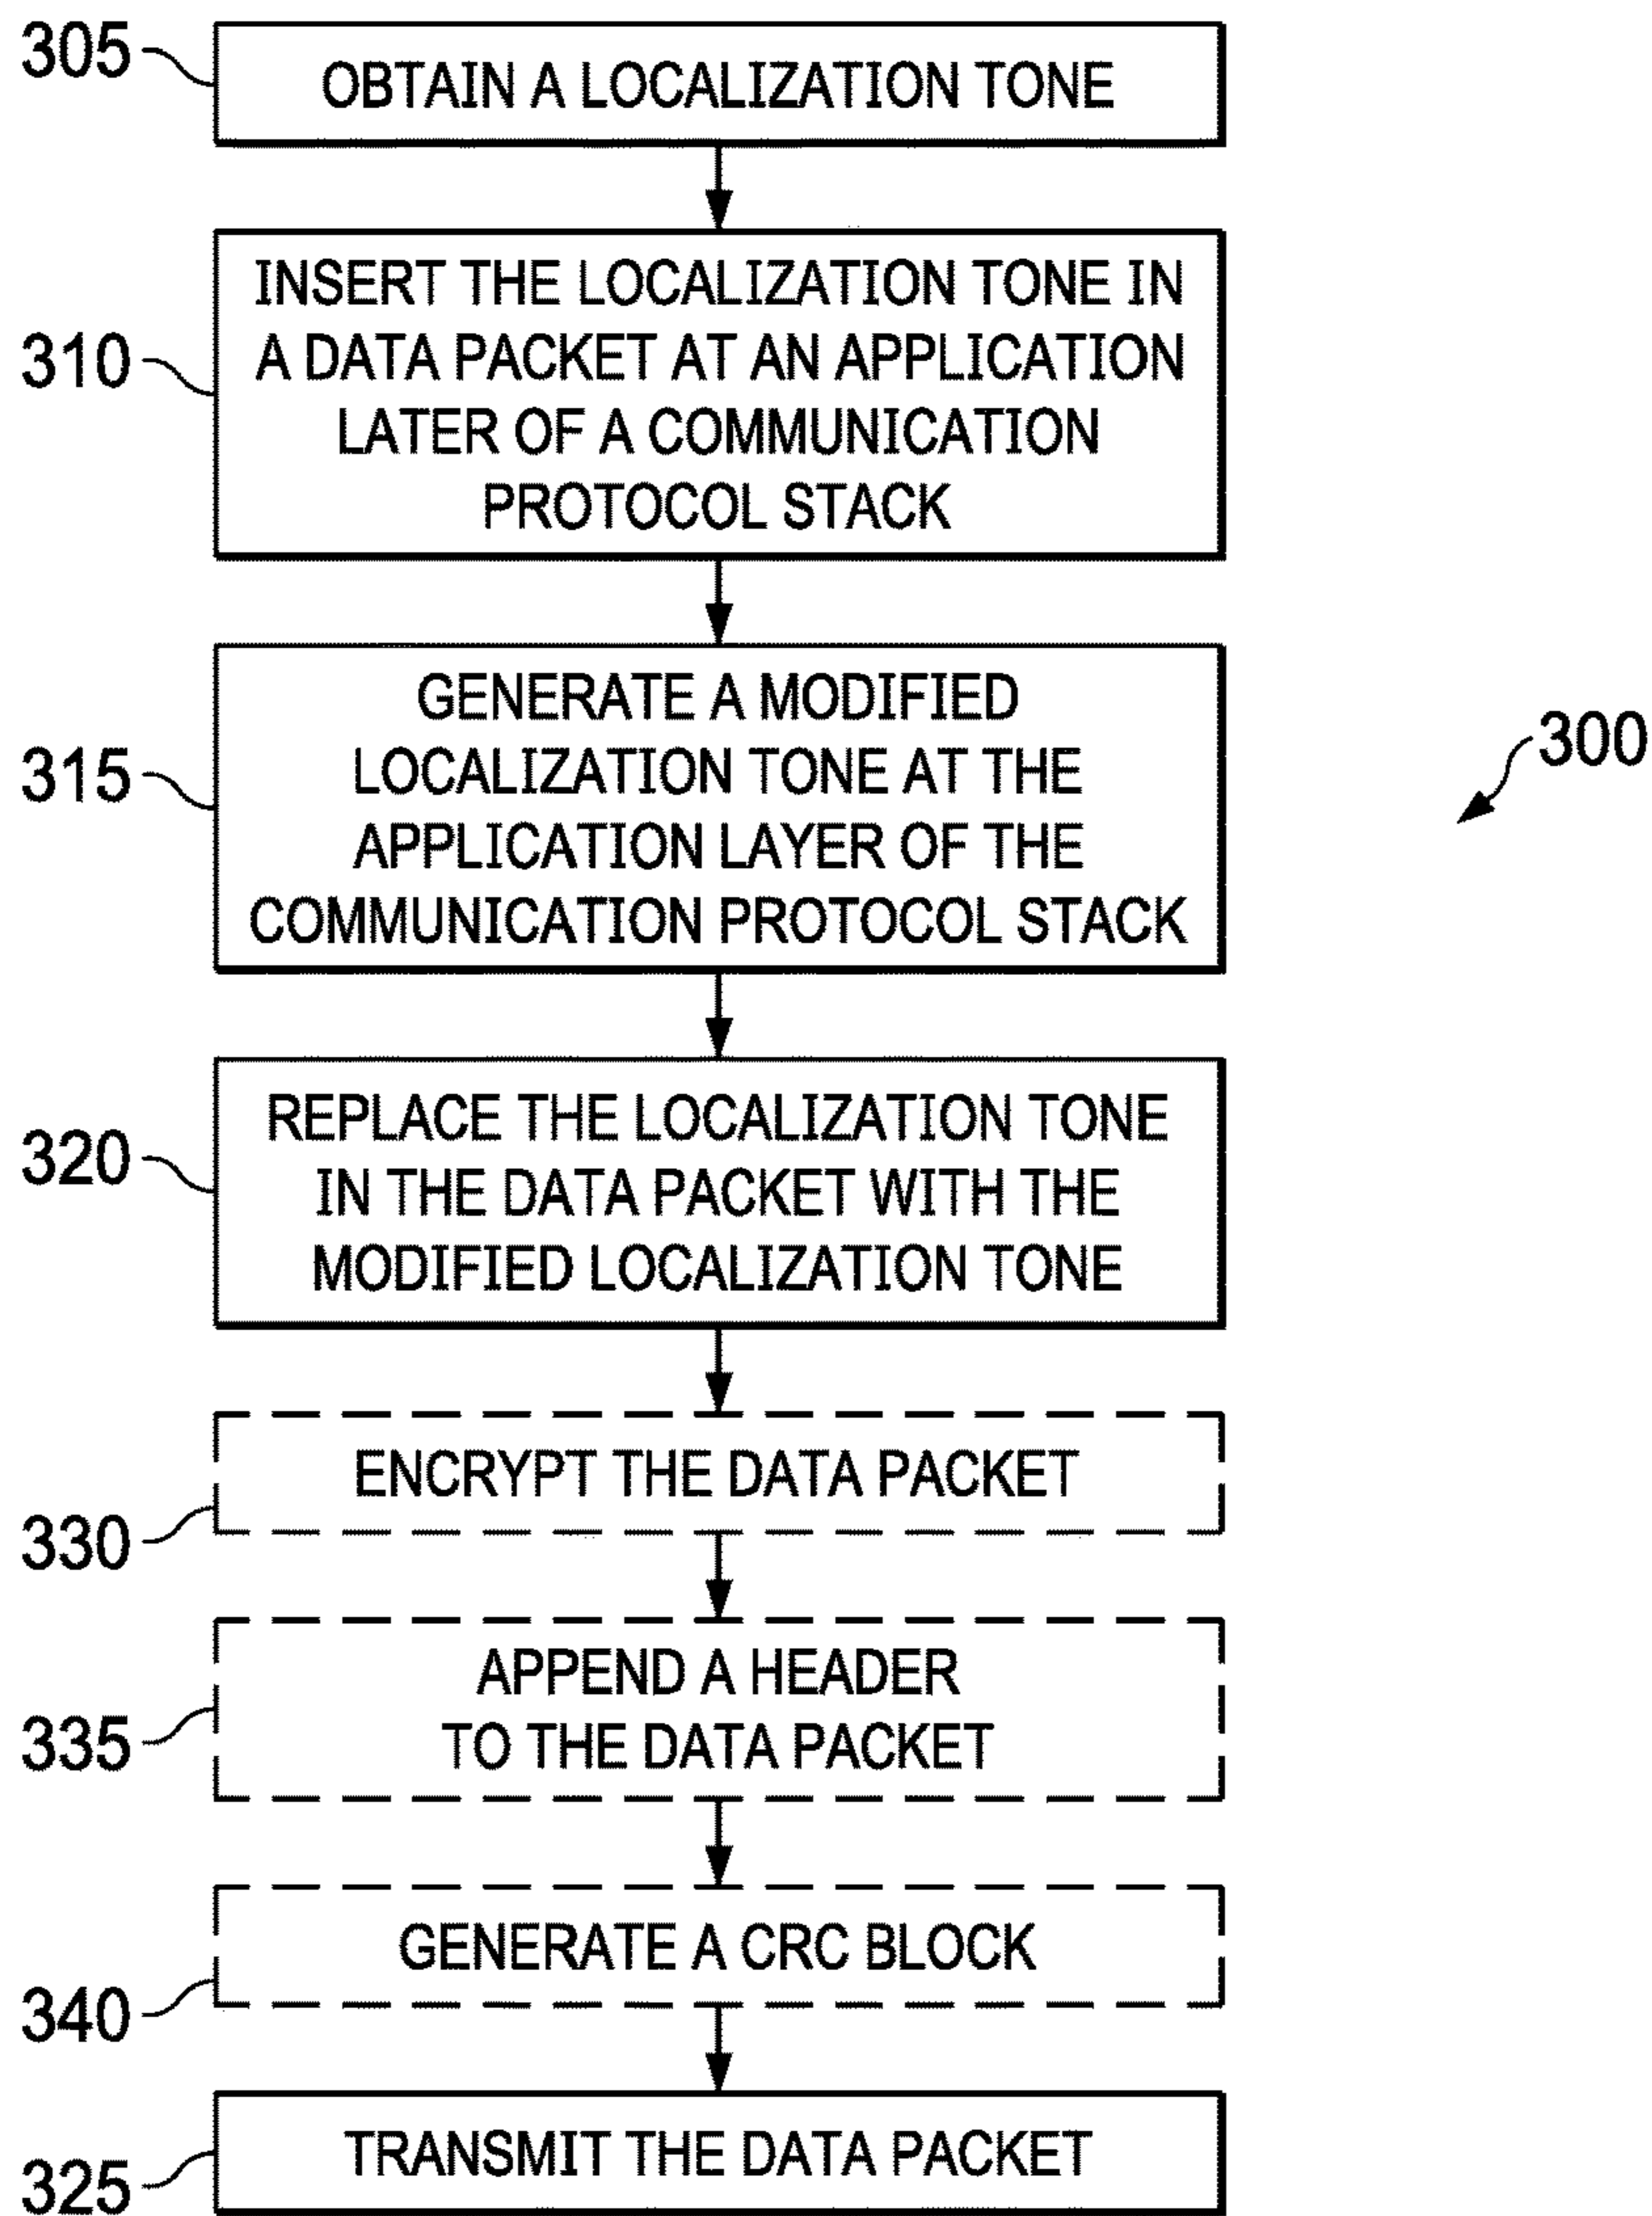 305
OBTAIN A LOCALIZATION TONE
310
INSERT THE LOCALIZATION TONE IN
A DATA PACKET AT AN APPLICATION
LATER OF A COMMUNICATION
PROTOCOL STACK
315
GENERATE A MODIFIED
LOCALIZATION TONE AT THE
APPLICATION LAYER OF THE
COMMUNICATION PROTOCOL STACK
300
320
REPLACE THE LOCALIZATION TONE
IN THE DATA PACKET WITH THE
MODIFIED LOCALIZATION TONE
330
ENCRYPT THE DATA PACKET
335
APPEND A HEADER
TO THE DATA PACKET
340
GENERATE A CRC BLOCK
325
TRANSMIT THE DATA PACKET